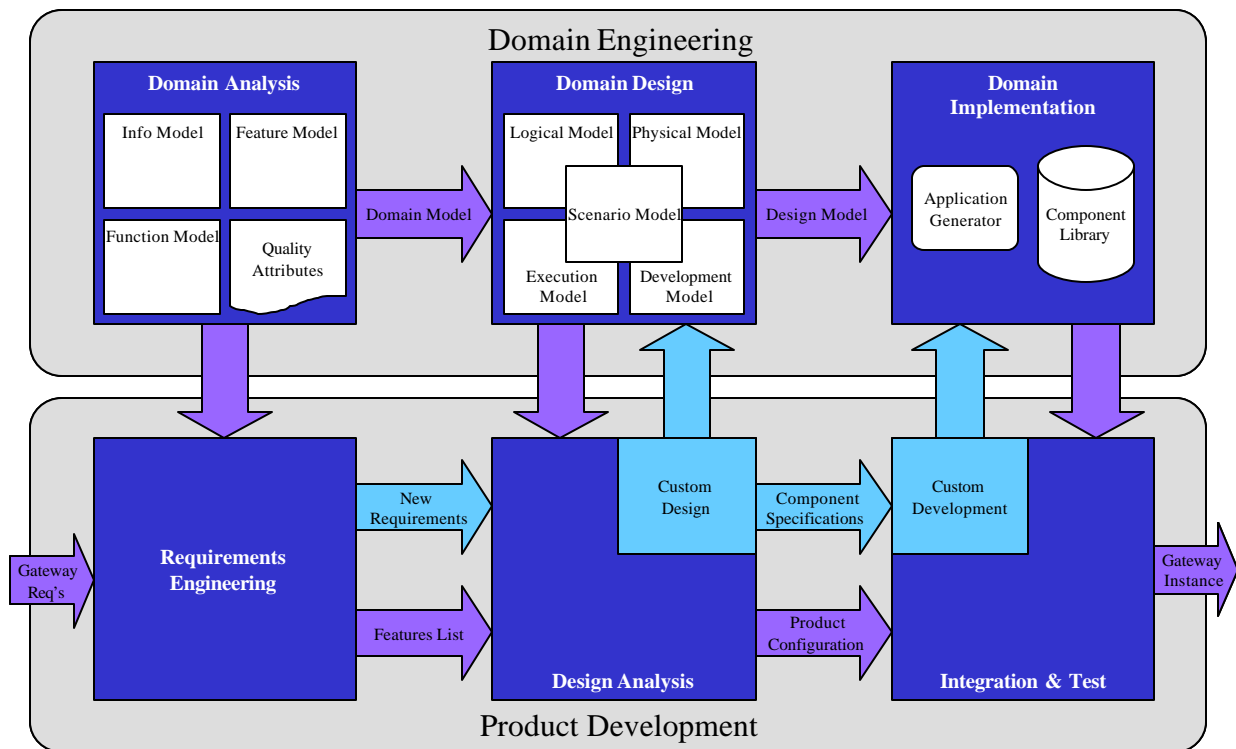 Domain Engineering
Domain Analysis
Info Model
Feature Model
Function Model
Quality
Attributes
Domain Model
Domain Design
Logical Model
Physical Model
Scenario Model
Execution
Model
Development
Model
Design Model
Domain
Implementation
Application
Generator
Component
Library
Gateway
Req's
Requirements
Engineering
New
Requirements
Features List
Custom
Design
Design Analysis
Component
Specifications
Product
Configuration
Custom
Development
Integration & Test
Gateway
Instance
Product Development